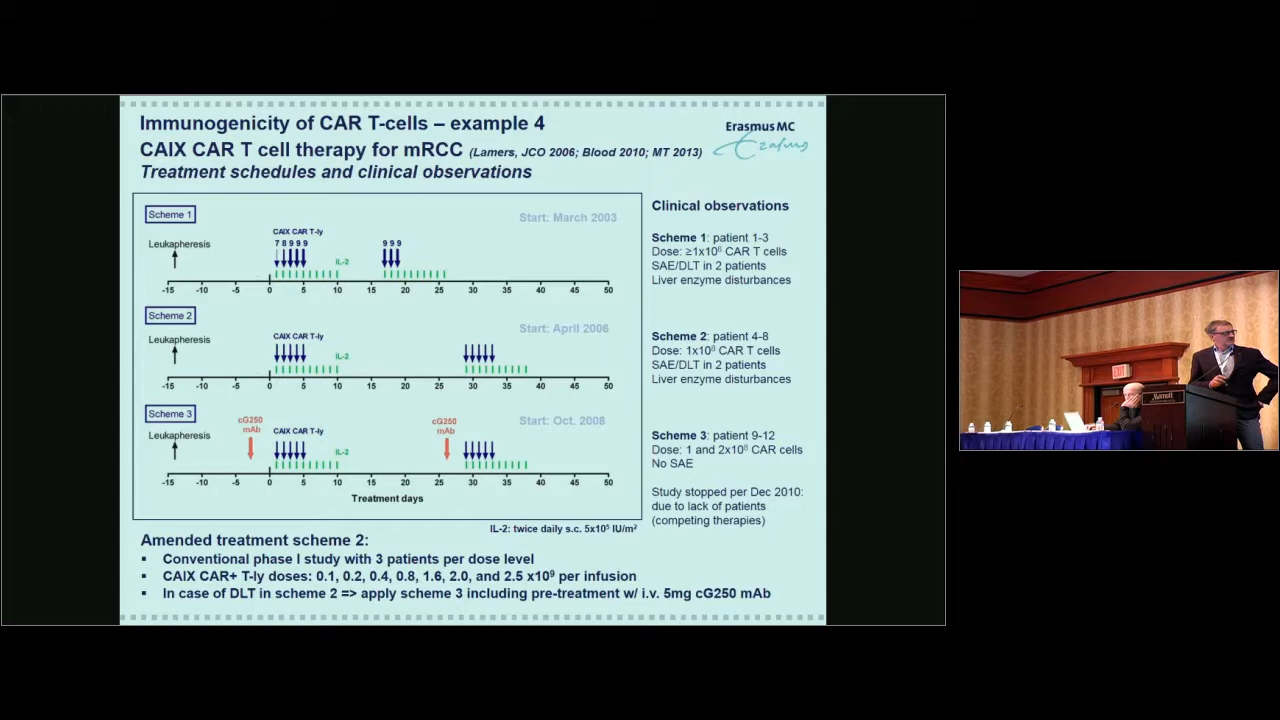 Immunogenicity of CAR T-cells – example 4
CAIX CAR T cell therapy for mRCC (Lamers, JCO 2006; Blood 2010; MT 2013)
Treatment schedules and clinical observations
Erasmus MC
Erasmus
Scheme 1
Start: March 2003
Leukapheresis
CAIX CAR T-ly
7 8 9 9 9
9 9 9
IL-2
-15 -10 -5 0 5 10 15 20 25 30 35 40 45 50
Scheme 2
Start: April 2006
Leukapheresis
CAIX CAR T-ly
IL-2
-15 -10 -5 0 5 10 15 20 25 30 35 40 45 50
Scheme 3
Start: Oct. 2008
cG250
mAb
cG250
mAb
Leukapheresis
CAIX CAR T-ly
IL-2
-15 -10 -5 0 5 10 15 20 25 30 35 40 45 50
Treatment days
IL-2: twice daily s.c. 5x10⁵ IU/m²
Clinical observations
Scheme 1: patient 1-3
Dose: ≥1x10⁸ CAR T cells
SAE/DLT in 2 patients
Liver enzyme disturbances
Scheme 2: patient 4-8
Dose: 1x10⁸ CAR T cells
SAE/DLT in 2 patients
Liver enzyme disturbances
Scheme 3: patient 9-12
Dose: 1 and 2x10⁸ CAR cells
No SAE
Study stopped per Dec 2010:
due to lack of patients
(competing therapies)
Amended treatment scheme 2:
▪ Conventional phase I study with 3 patients per dose level
▪ CAIX CAR+ T-ly doses: 0.1, 0.2, 0.4, 0.8, 1.6, 2.0, and 2.5 x10⁹ per infusion
▪ In case of DLT in scheme 2 => apply scheme 3 including pre-treatment w/ i.v. 5mg cG250 mAb
EXIT
Marriott